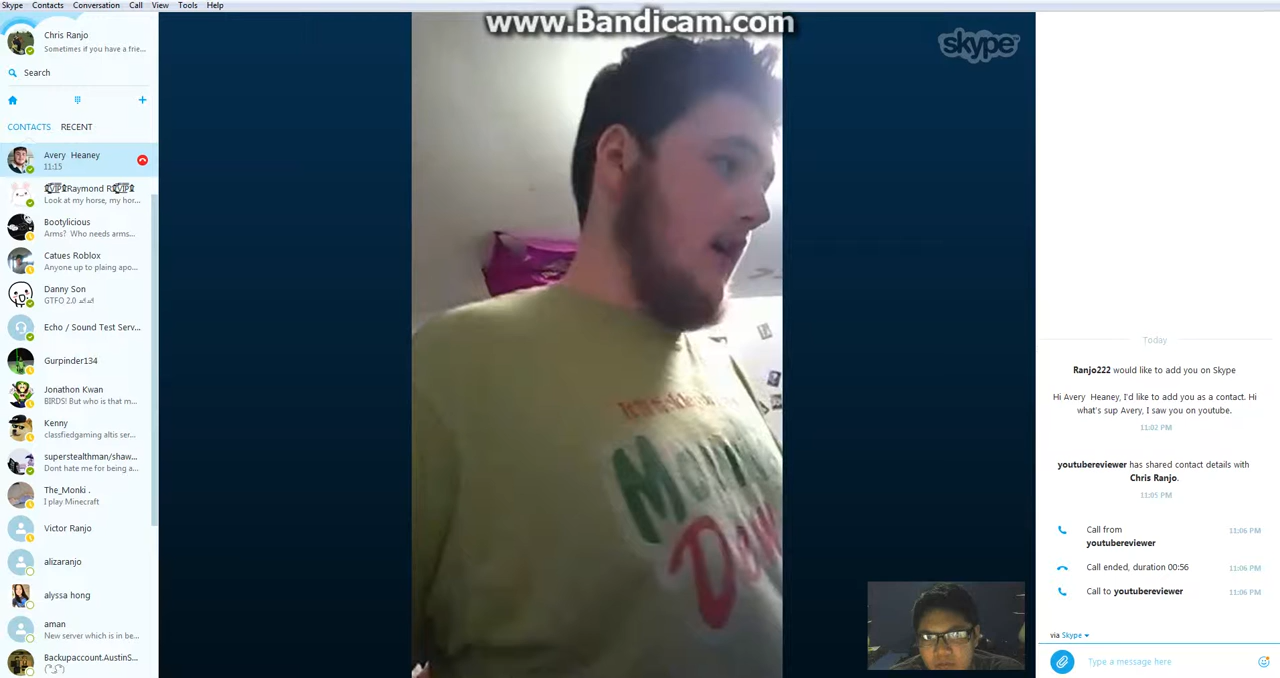 Skype Contacts Conversation Call View Tools Help
www.Bandicam.com
skype
Chris Ranjo
Sometimes if you have a frie...
Search
CONTACTS RECENT
Avery Heaney
11:15
Raymond
Look at my horse, my hor...
Bootylicious
Arms? Who needs arms...
Catues Roblox
Anyone up to plaing apo...
Danny Son
GTFO 2.0
Echo / Sound Test Serv...
Gurpinder134
Jonathon Kwan
BIRDS! But who is that m...
Kenny
classfiedgaming altis ser...
superstealthman/shaw...
Dont hate me for being a...
The_Monki .
I play Minecraft
Victor Ranjo
alizaranjo
alyssa hong
aman
New server which is in be...
Backupaccount.AustinS...
Today
Ranjo222 would like to add you on Skype
Hi Avery Heaney, I'd like to add you as a contact. Hi
what's sup Avery, I saw you on youtube.
11:02 PM
youtubereviewer has shared contact details with
Chris Ranjo.
11:05 PM
Call from
youtubereviewer
11:06 PM
Call ended, duration 00:56 11:06 PM
Call to youtubereviewer 11:06 PM
via Skype
Type a message here